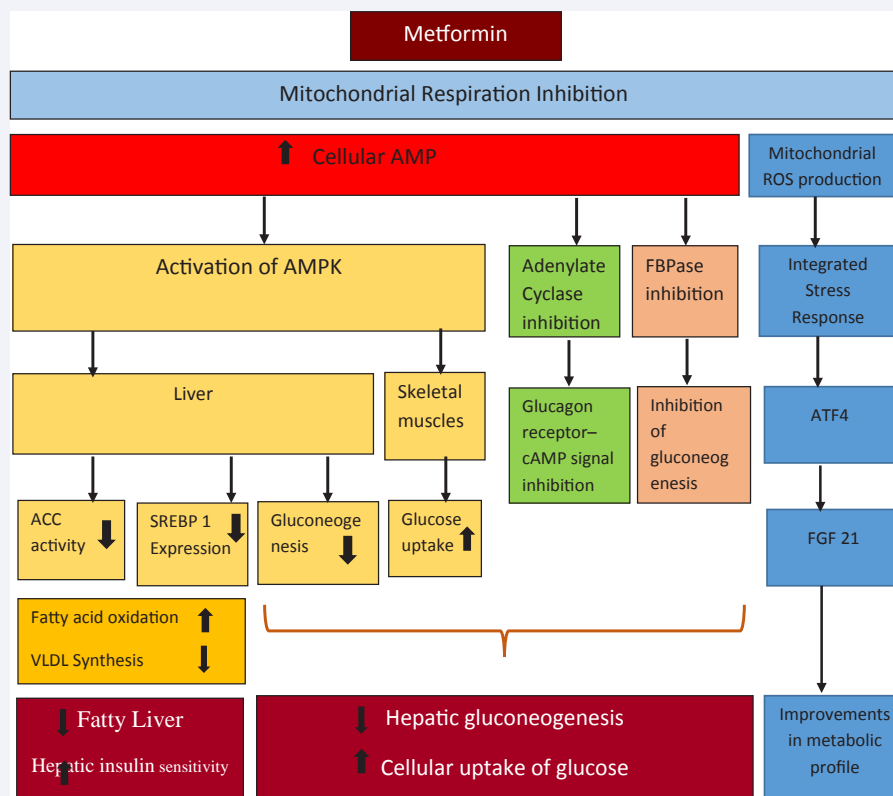 Metformin
Mitochondrial Respiration Inhibition
Cellular AMP
Mitochondrial
ROS production
Activation of AMPK
Adenylate
Cyclase
inhibition
FBPase
inhibition
Integrated
Stress
Response
Liver
Skeletal
muscles
Glucagon
receptor–
cAMP signal
inhibition
Inhibition
of
gluconeog
enesis
ATF4
ACC
activity
SREBP 1
Expression
Gluconeoge
nesis
Glucose
uptake
FGF 21
Fatty acid oxidation
VLDL Synthesis
Fatty Liver
Hepatic insulin sensitivity
Hepatic gluconeogenesis
Cellular uptake of glucose
Improvements
in metabolic
profile